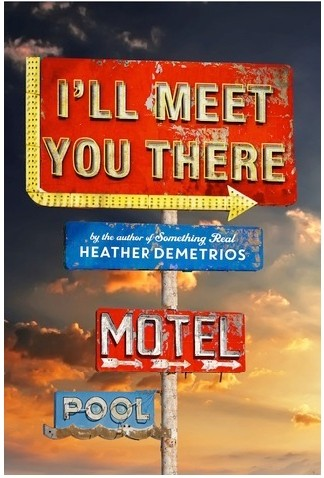 I'LL MEET
YOU THERE
by the author of Something Real
HEATHER DEMETRIOS
MOTEL
POOL